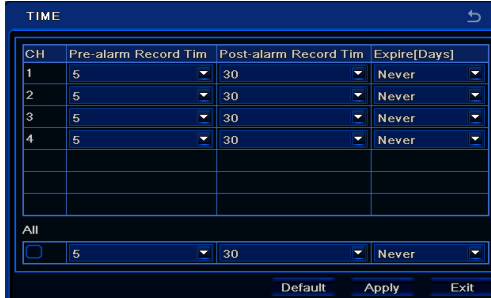 TIME
CH Pre-alarm Record Tim Post-alarm Record Tim Expire[Days]
1 5 30 Never
2 5 30 Never
3 5 30 Never
4 5 30 Never
All
5 30 Never
Default Apply Exit